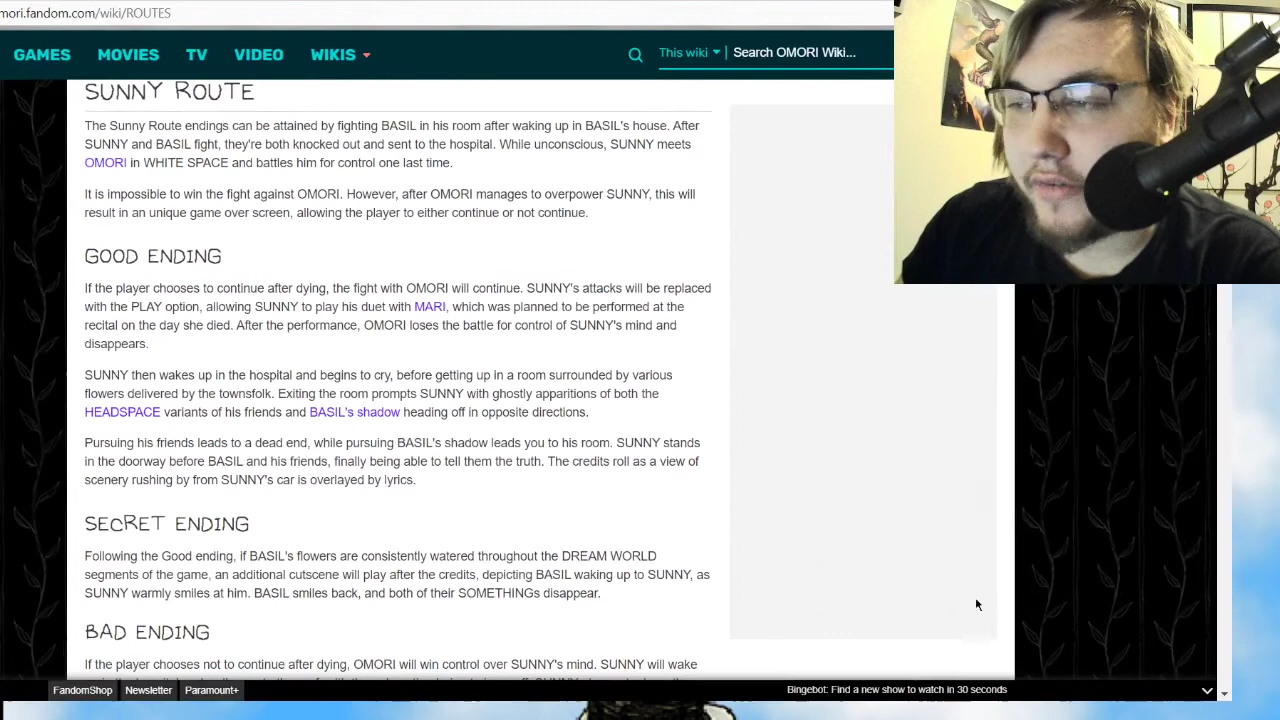 mori.fandom.com/wiki/ROUTES
GAMES MOVIES TV VIDEO WIKIS This wiki Search OMORI Wiki...
SUNNY ROUTE
The Sunny Route endings can be attained by fighting BASIL in his room after waking up in BASIL's house. After
SUNNY and BASIL fight, they're both knocked out and sent to the hospital. While unconscious, SUNNY meets
OMORI in WHITE SPACE and battles him for control one last time.
It is impossible to win the fight against OMORI. However, after OMORI manages to overpower SUNNY, this will
result in an unique game over screen, allowing the player to either continue or not continue.
GOOD ENDING
If the player chooses to continue after dying, the fight with OMORI will continue. SUNNY's attacks will be replaced
with the PLAY option, allowing SUNNY to play his duet with MARI, which was planned to be performed at the
recital on the day she died. After the performance, OMORI loses the battle for control of SUNNY's mind and
disappears.
SUNNY then wakes up in the hospital and begins to cry, before getting up in a room surrounded by various
flowers delivered by the townsfolk. Exiting the room prompts SUNNY with ghostly apparitions of both the
HEADSPACE variants of his friends and BASIL's shadow heading off in opposite directions.
Pursuing his friends leads to a dead end, while pursuing BASIL's shadow leads you to his room. SUNNY stands
in the doorway before BASIL and his friends, finally being able to tell them the truth. The credits roll as a view of
scenery rushing by from SUNNY's car is overlayed by lyrics.
SECRET ENDING
Following the Good ending, if BASIL's flowers are consistently watered throughout the DREAM WORLD
segments of the game, an additional cutscene will play after the credits, depicting BASIL waking up to SUNNY, as
SUNNY warmly smiles at him. BASIL smiles back, and both of their SOMETHINGs disappear.
BAD ENDING
If the player chooses not to continue after dying, OMORI will win control over SUNNY's mind. SUNNY will wake
FandomShop Newsletter Paramount+ Bingebot: Find a new show to watch in 30 seconds